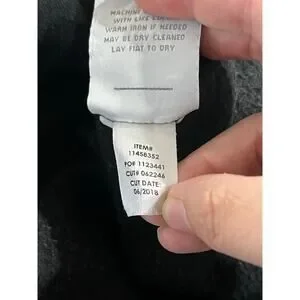 MACHINE
WITH LIKE
WARM IRON IF NEEDED
MAY BE DRY CLEANED
LAY FLAT TO DRY
ITEM#
11458352
PO# 1123441
CUT# 062246
CUT DATE:
06/2018